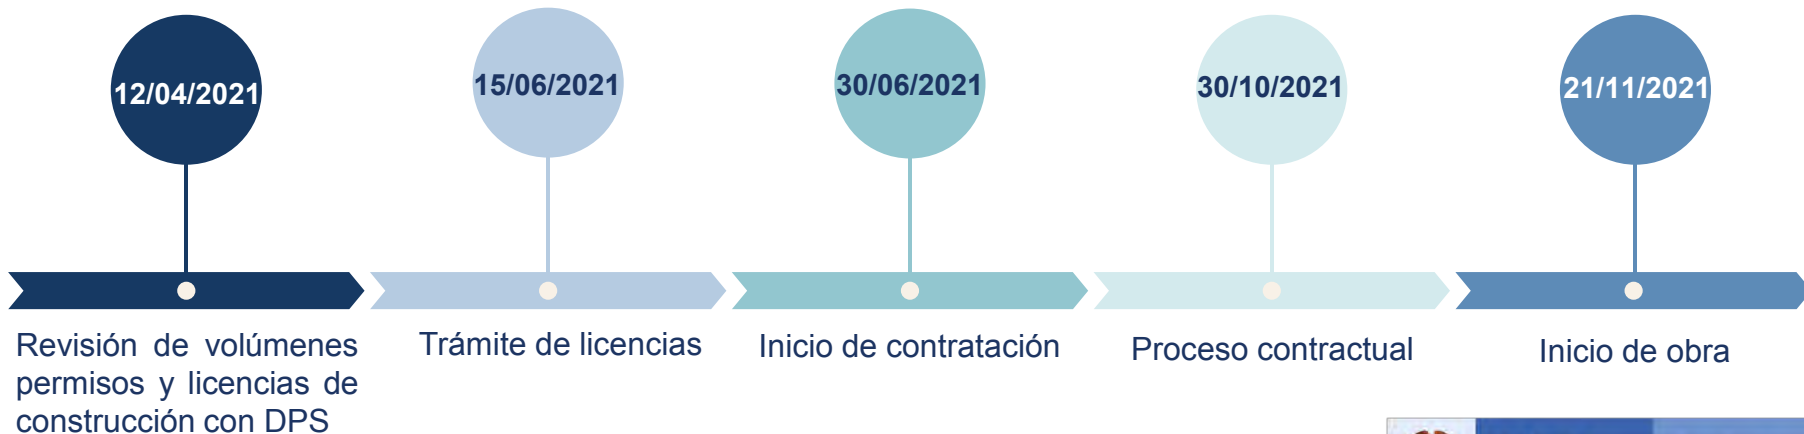 12/04/2021
15/06/2021
30/06/2021
30/10/2021
21/11/2021
Revisión de volúmenes
permisos y licencias de
construcción con DPS
Trámite de licencias
Inicio de contratación
Proceso contractual
Inicio de obra